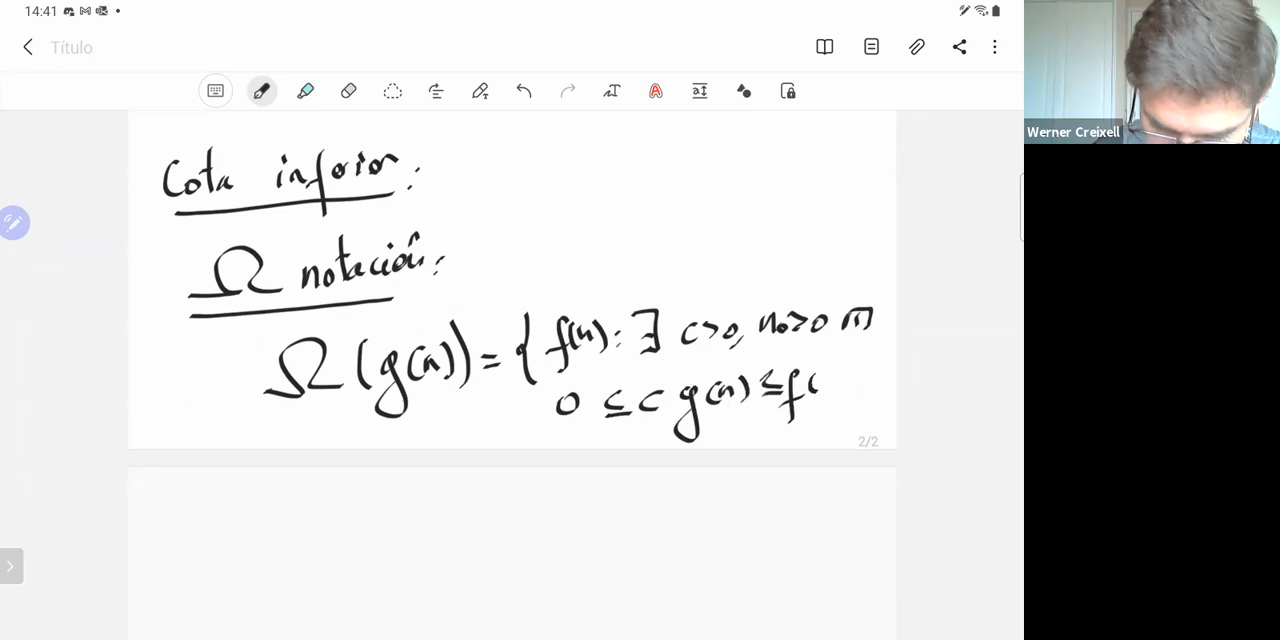 14:41
Título
Cota inferior:
Ω notación:
Ω(g(n)) = { f(n): ∃ c>0, n₀>0
0 ≤ c g(n) ≤ f(
2/2
Werner Creixell